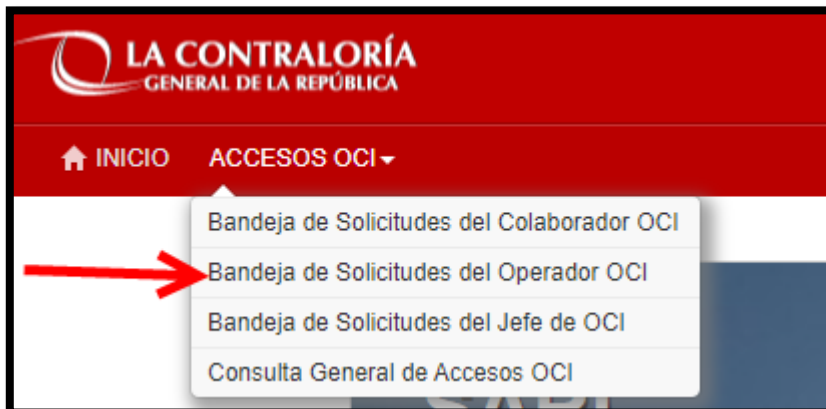 LA CONTRALORÍA
GENERAL DE LA REPÚBLICA
INICIO ACCESOS OCI
Bandeja de Solicitudes del Colaborador OCI
Bandeja de Solicitudes del Operador OCI
Bandeja de Solicitudes del Jefe de OCI
Consulta General de Accesos OCI